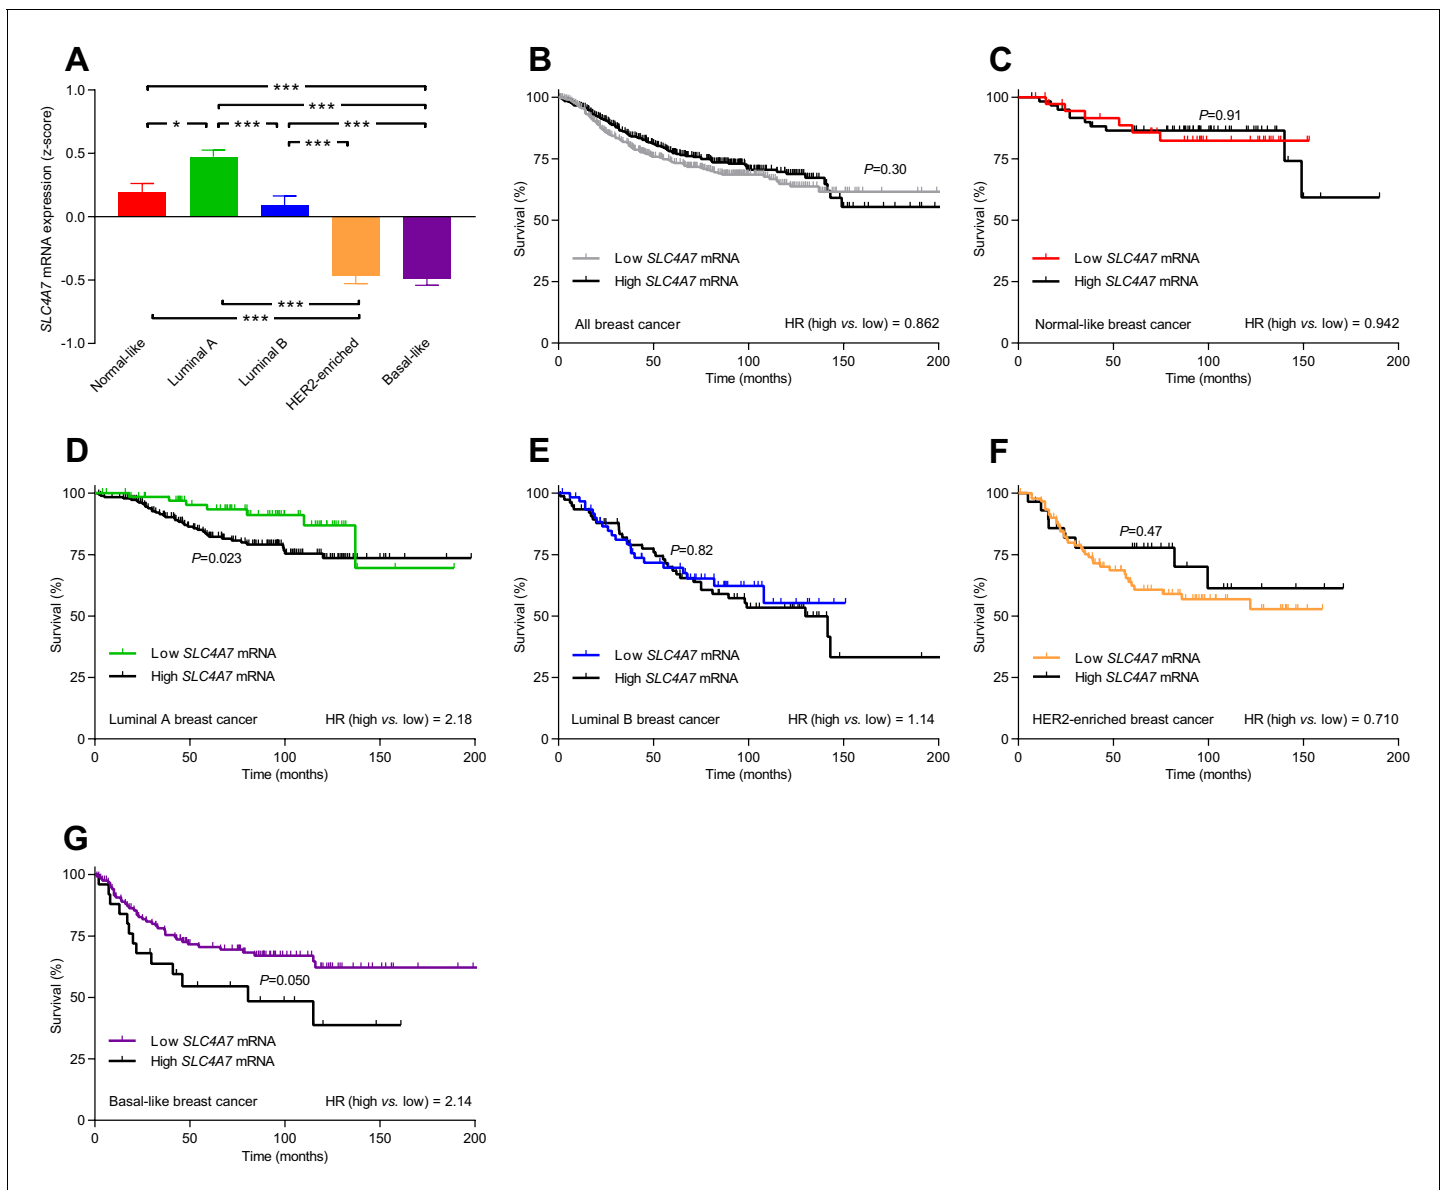 A
SLC4A7 mRNA expression (z-score)
1.0
0.5
0.0
-0.5
-1.0
***
***
* *** ***
***
***
***
Normal-like
Luminal A
Luminal B
HER2-enriched
Basal-like
B
Survival (%)
100
75
50
25
0
P=0.30
Low SLC4A7 mRNA
High SLC4A7 mRNA
All breast cancer HR (high vs. low) = 0.862
0 50 100 150 200
Time (months)
C
Survival (%)
100
75
50
25
0
P=0.91
Low SLC4A7 mRNA
High SLC4A7 mRNA
Normal-like breast cancer HR (high vs. low) = 0.942
0 50 100 150 200
Time (months)
D
Survival (%)
100
75
50
25
0
P=0.023
Low SLC4A7 mRNA
High SLC4A7 mRNA
Luminal A breast cancer HR (high vs. low) = 2.18
0 50 100 150 200
Time (months)
E
Survival (%)
100
75
50
25
0
P=0.82
Low SLC4A7 mRNA
High SLC4A7 mRNA
Luminal B breast cancer HR (high vs. low) = 1.14
0 50 100 150 200
Time (months)
F
Survival (%)
100
75
50
25
0
P=0.47
Low SLC4A7 mRNA
High SLC4A7 mRNA
HER2-enriched breast cancer HR (high vs. low) = 0.710
0 50 100 150 200
Time (months)
G
Survival (%)
100
75
50
25
0
P=0.050
Low SLC4A7 mRNA
High SLC4A7 mRNA
Basal-like breast cancer HR (high vs. low) = 2.14
0 50 100 150 200
Time (months)